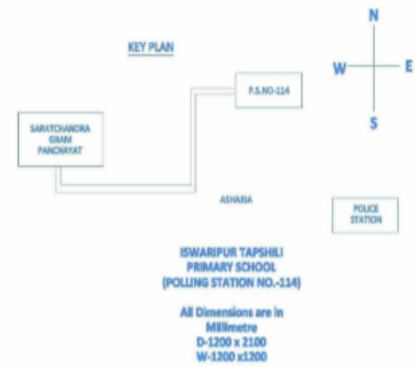 N
KEY PLAN
W E
P.S.NO-114
S
SARATCHANDRA
GRAM
PANCHAYAT
ASHARIA
POLICE
STATION
ISWARIPUR TAPSHILI
PRIMARY SCHOOL
(POLLING STATION NO.-114)
All Dimensions are in
Millimetre
D-1200 x 2100
W-1200 x1200